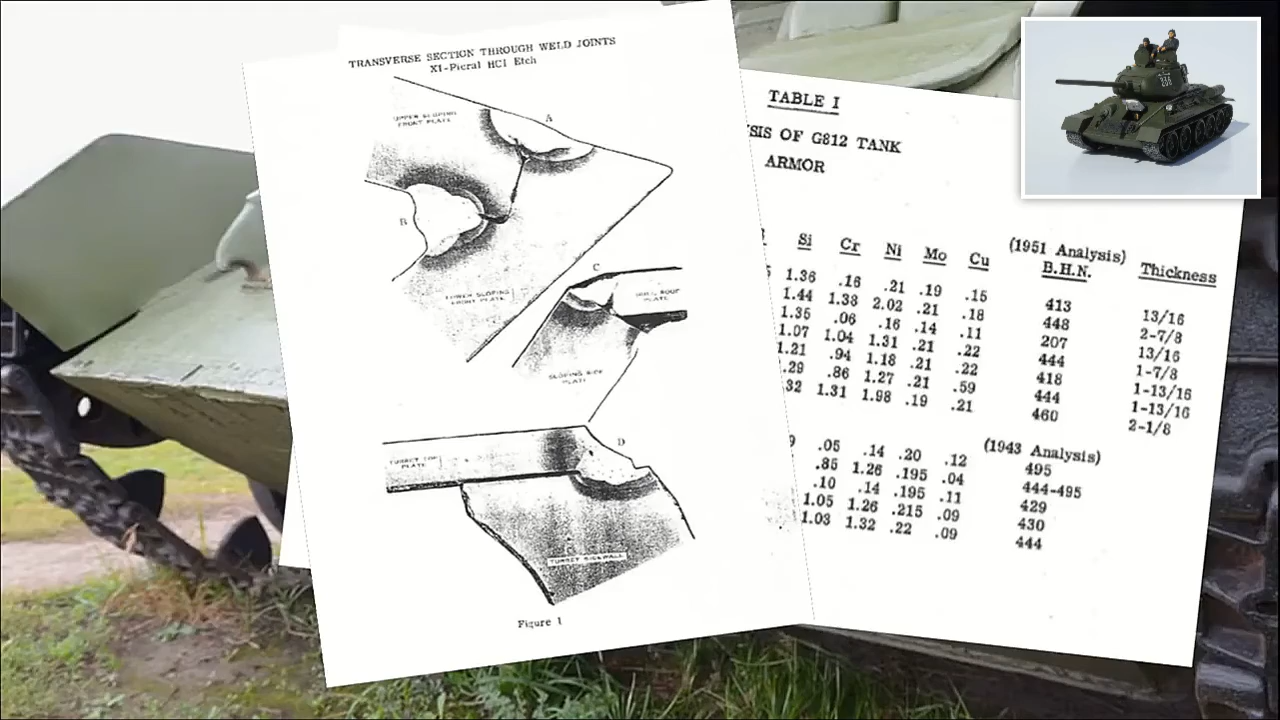 TRANSVERSE SECTION THROUGH WELD JOINTS
X1-Picral HCl Etch
A
UPPER SLOPING
FRONT PLATE
B
LOWER SLOPING
FRONT PLATE
C
HULL ROOF
PLATE
SLOPING SIDE
PLATE
D
TURRET TOP
PLATE
TURRET SIDEWALL
Figure 1
TABLE I
SIS OF G812 TANK
ARMOR
Si Cr Ni Mo Cu (1951 Analysis) B.H.N. Thickness
1.36 .16 .21 .19 .15 413 13/16
1.44 1.38 2.02 .21 .18 448 2-7/8
1.35 .06 .16 .14 .11 207 13/16
1.07 1.04 1.31 .21 .22 444 1-7/8
1.21 .94 1.18 .21 .22 418 1-13/16
.29 .86 1.27 .21 .59 444 1-13/16
.32 1.31 1.98 .19 .21 460 2-1/8
(1943 Analysis)
9 .05 .14 .20 .12 495
.85 1.26 .195 .04 444-495
.10 .14 .195 .11 429
1.05 1.26 .215 .09 430
1.03 1.32 .22 .09 444